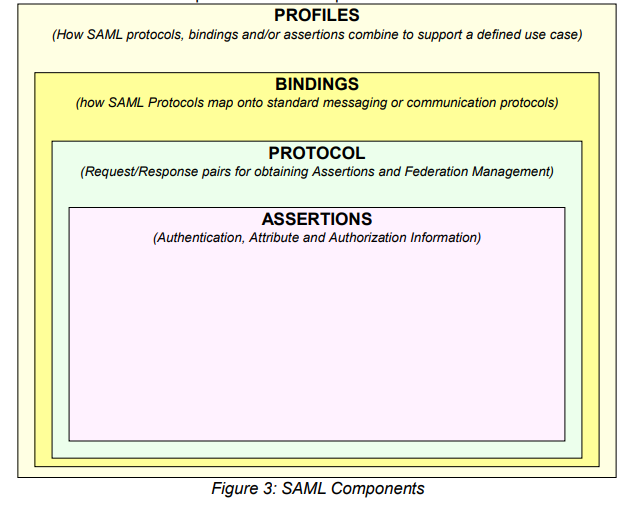 PROFILES
(How SAML protocols, bindings and/or assertions combine to support a defined use case)
BINDINGS
(how SAML Protocols map onto standard messaging or communication protocols)
PROTOCOL
(Request/Response pairs for obtaining Assertions and Federation Management)
ASSERTIONS
(Authentication, Attribute and Authorization Information)
Figure 3: SAML Components